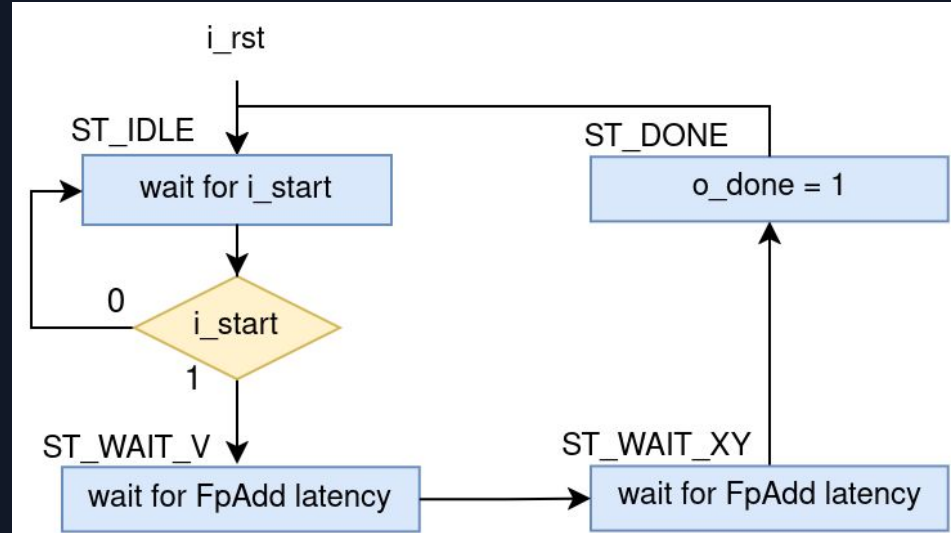 i_rst
ST_IDLE
wait for i_start
0
i_start
1
ST_WAIT_V
wait for FpAdd latency
ST_WAIT_XY
wait for FpAdd latency
ST_DONE
o_done = 1